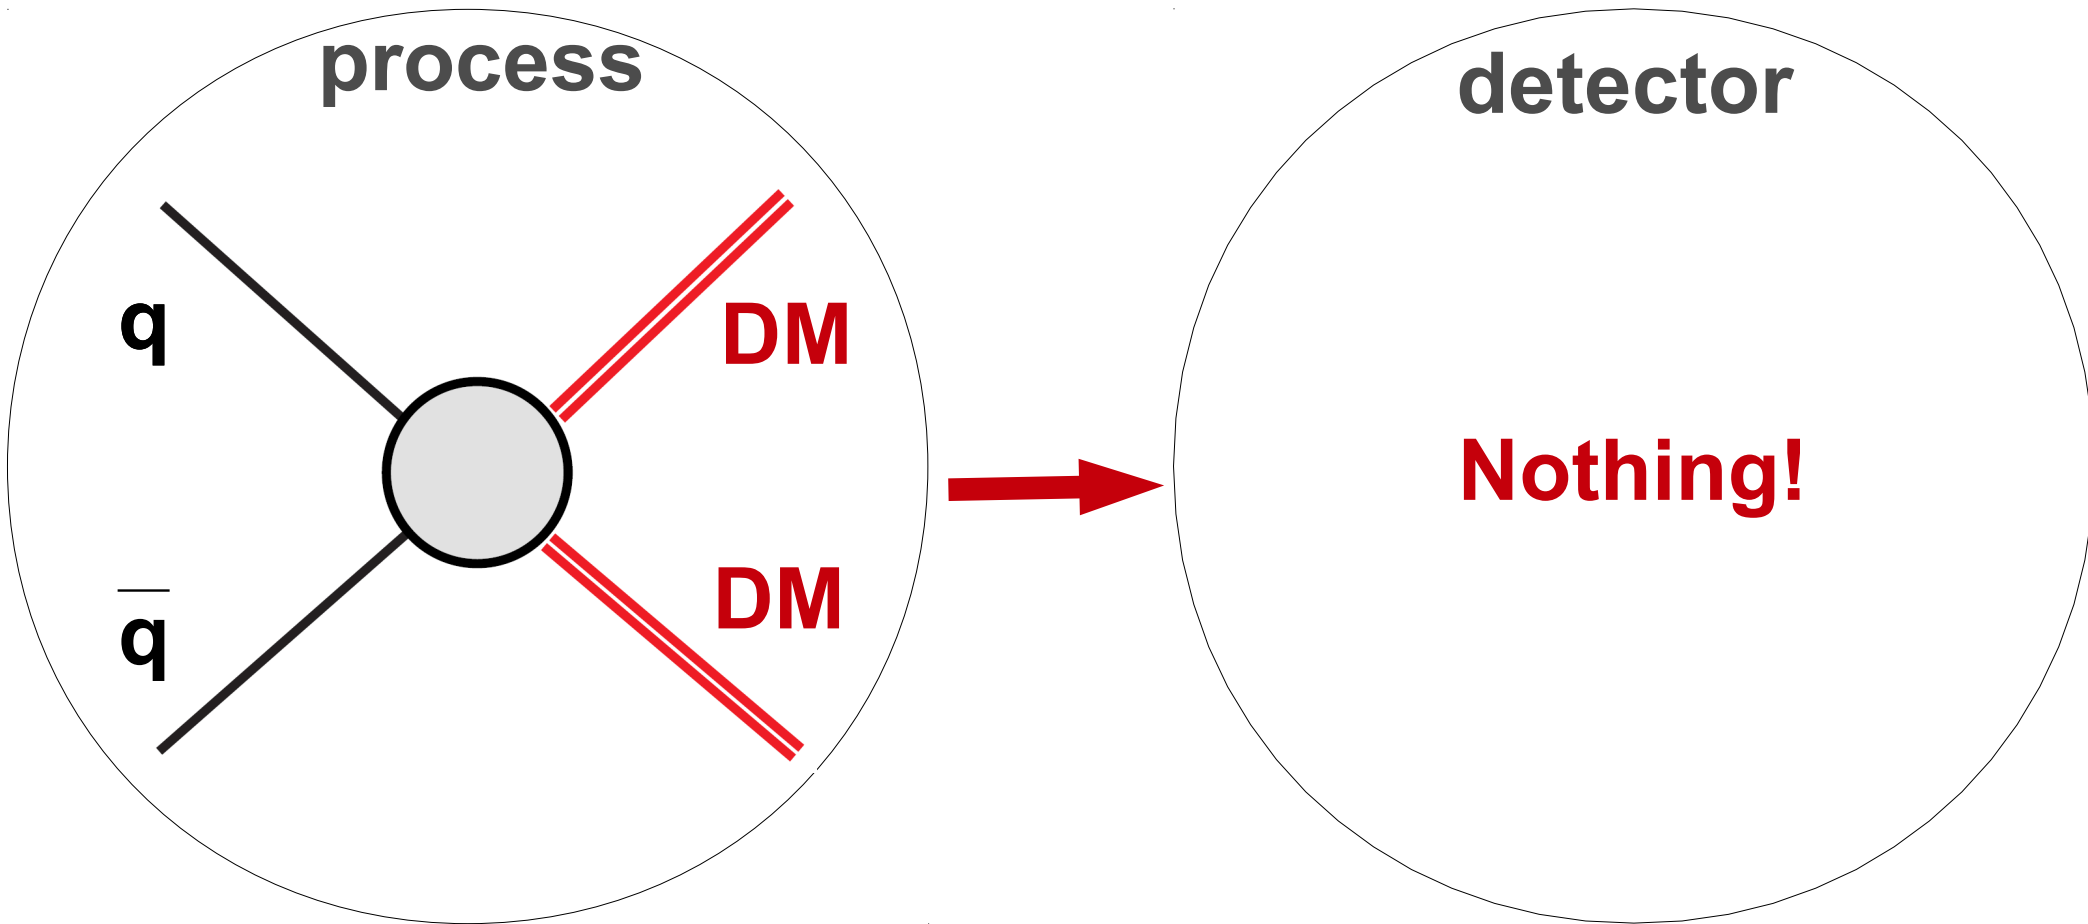 process
q
DM
q̅
DM
detector
Nothing!